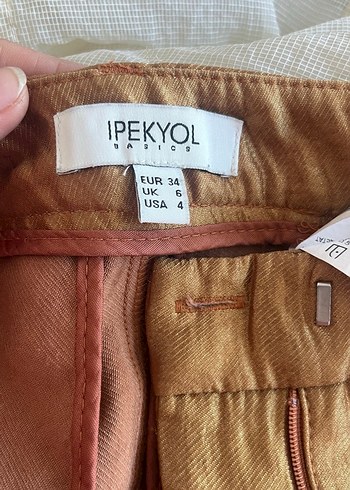 IPEKYOL
BASICS
EUR 34
UK 6
USA 4